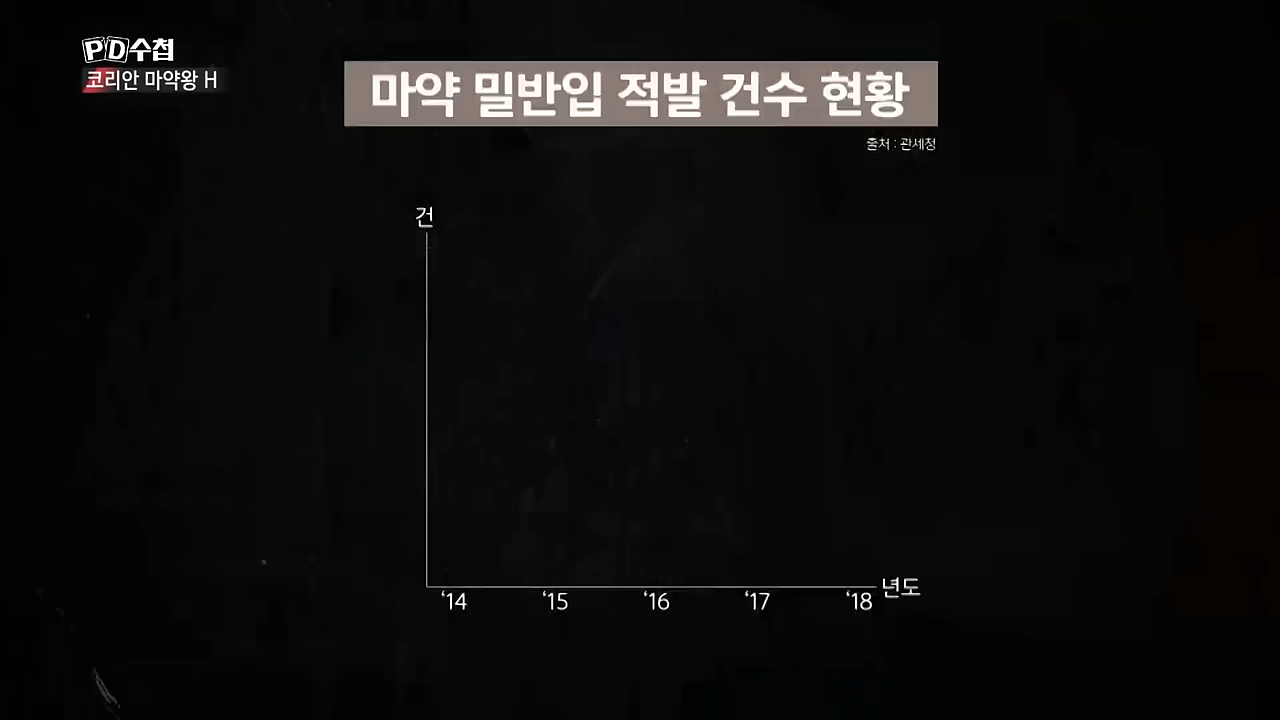 PD수첩
코리안 마약왕 H
마약 밀반입 적발 건수 현황
출처 : 관세청
건
‘14 ‘15 ‘16 ‘17 ‘18 년도